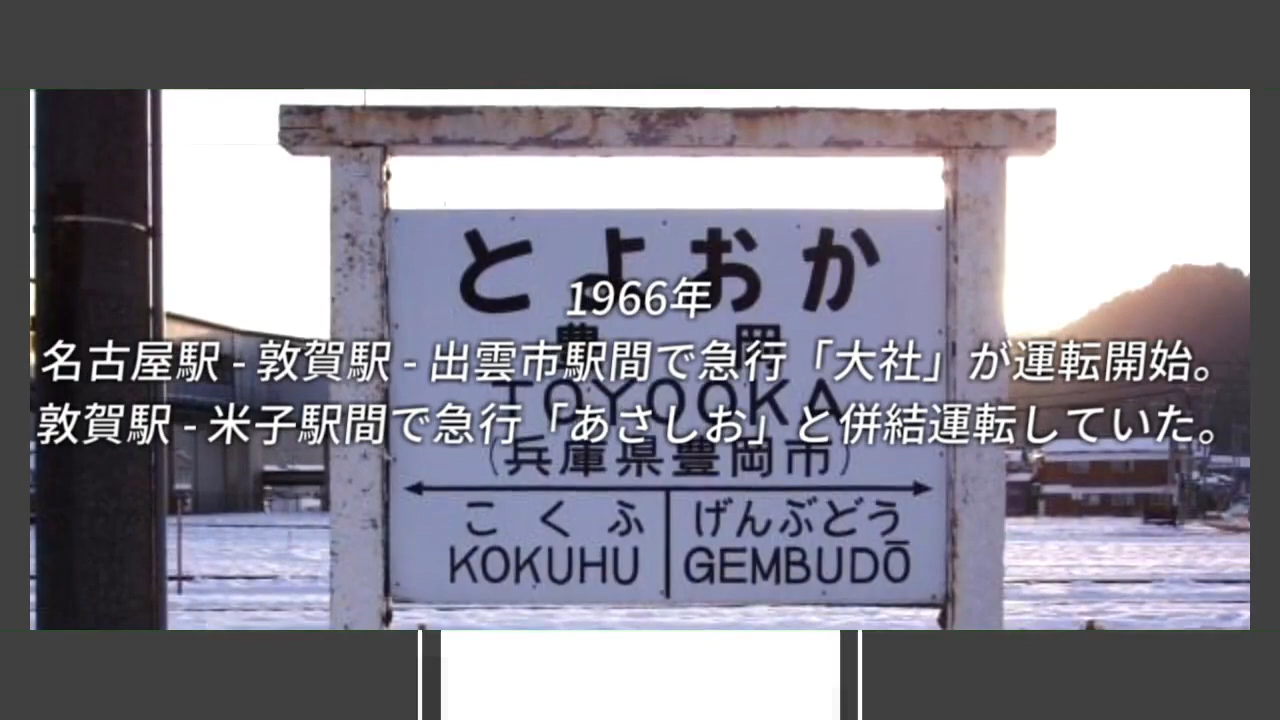 とよおか
1966年
豊 岡
名古屋駅 - 敦賀駅 - 出雲市駅間で急行「大社」が運転開始。
TOYOOKA
敦賀駅 - 米子駅間で急行「あさしお」と併結運転していた。
(兵庫県豊岡市)
こくふ げんぶどう
KOKUHU GEMBUDŌ